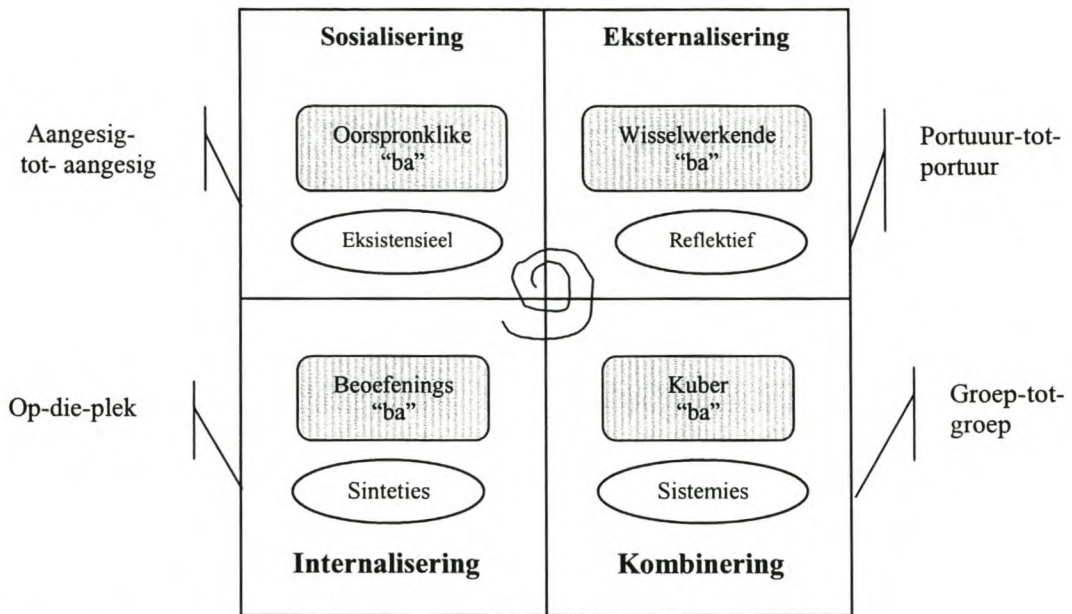 Sosialisering
Eksternalisering
Aangesig-
tot- aangesig
Oorspronklike
“ba”
Wisselwerkende
“ba”
Portuuur-tot-
portuur
Eksistensieel
Reflektief
Op-die-plek
Beoefenings
“ba”
Kuber
“ba”
Groep-tot-
groep
Sinteties
Sistemies
Internalisering
Kombinering